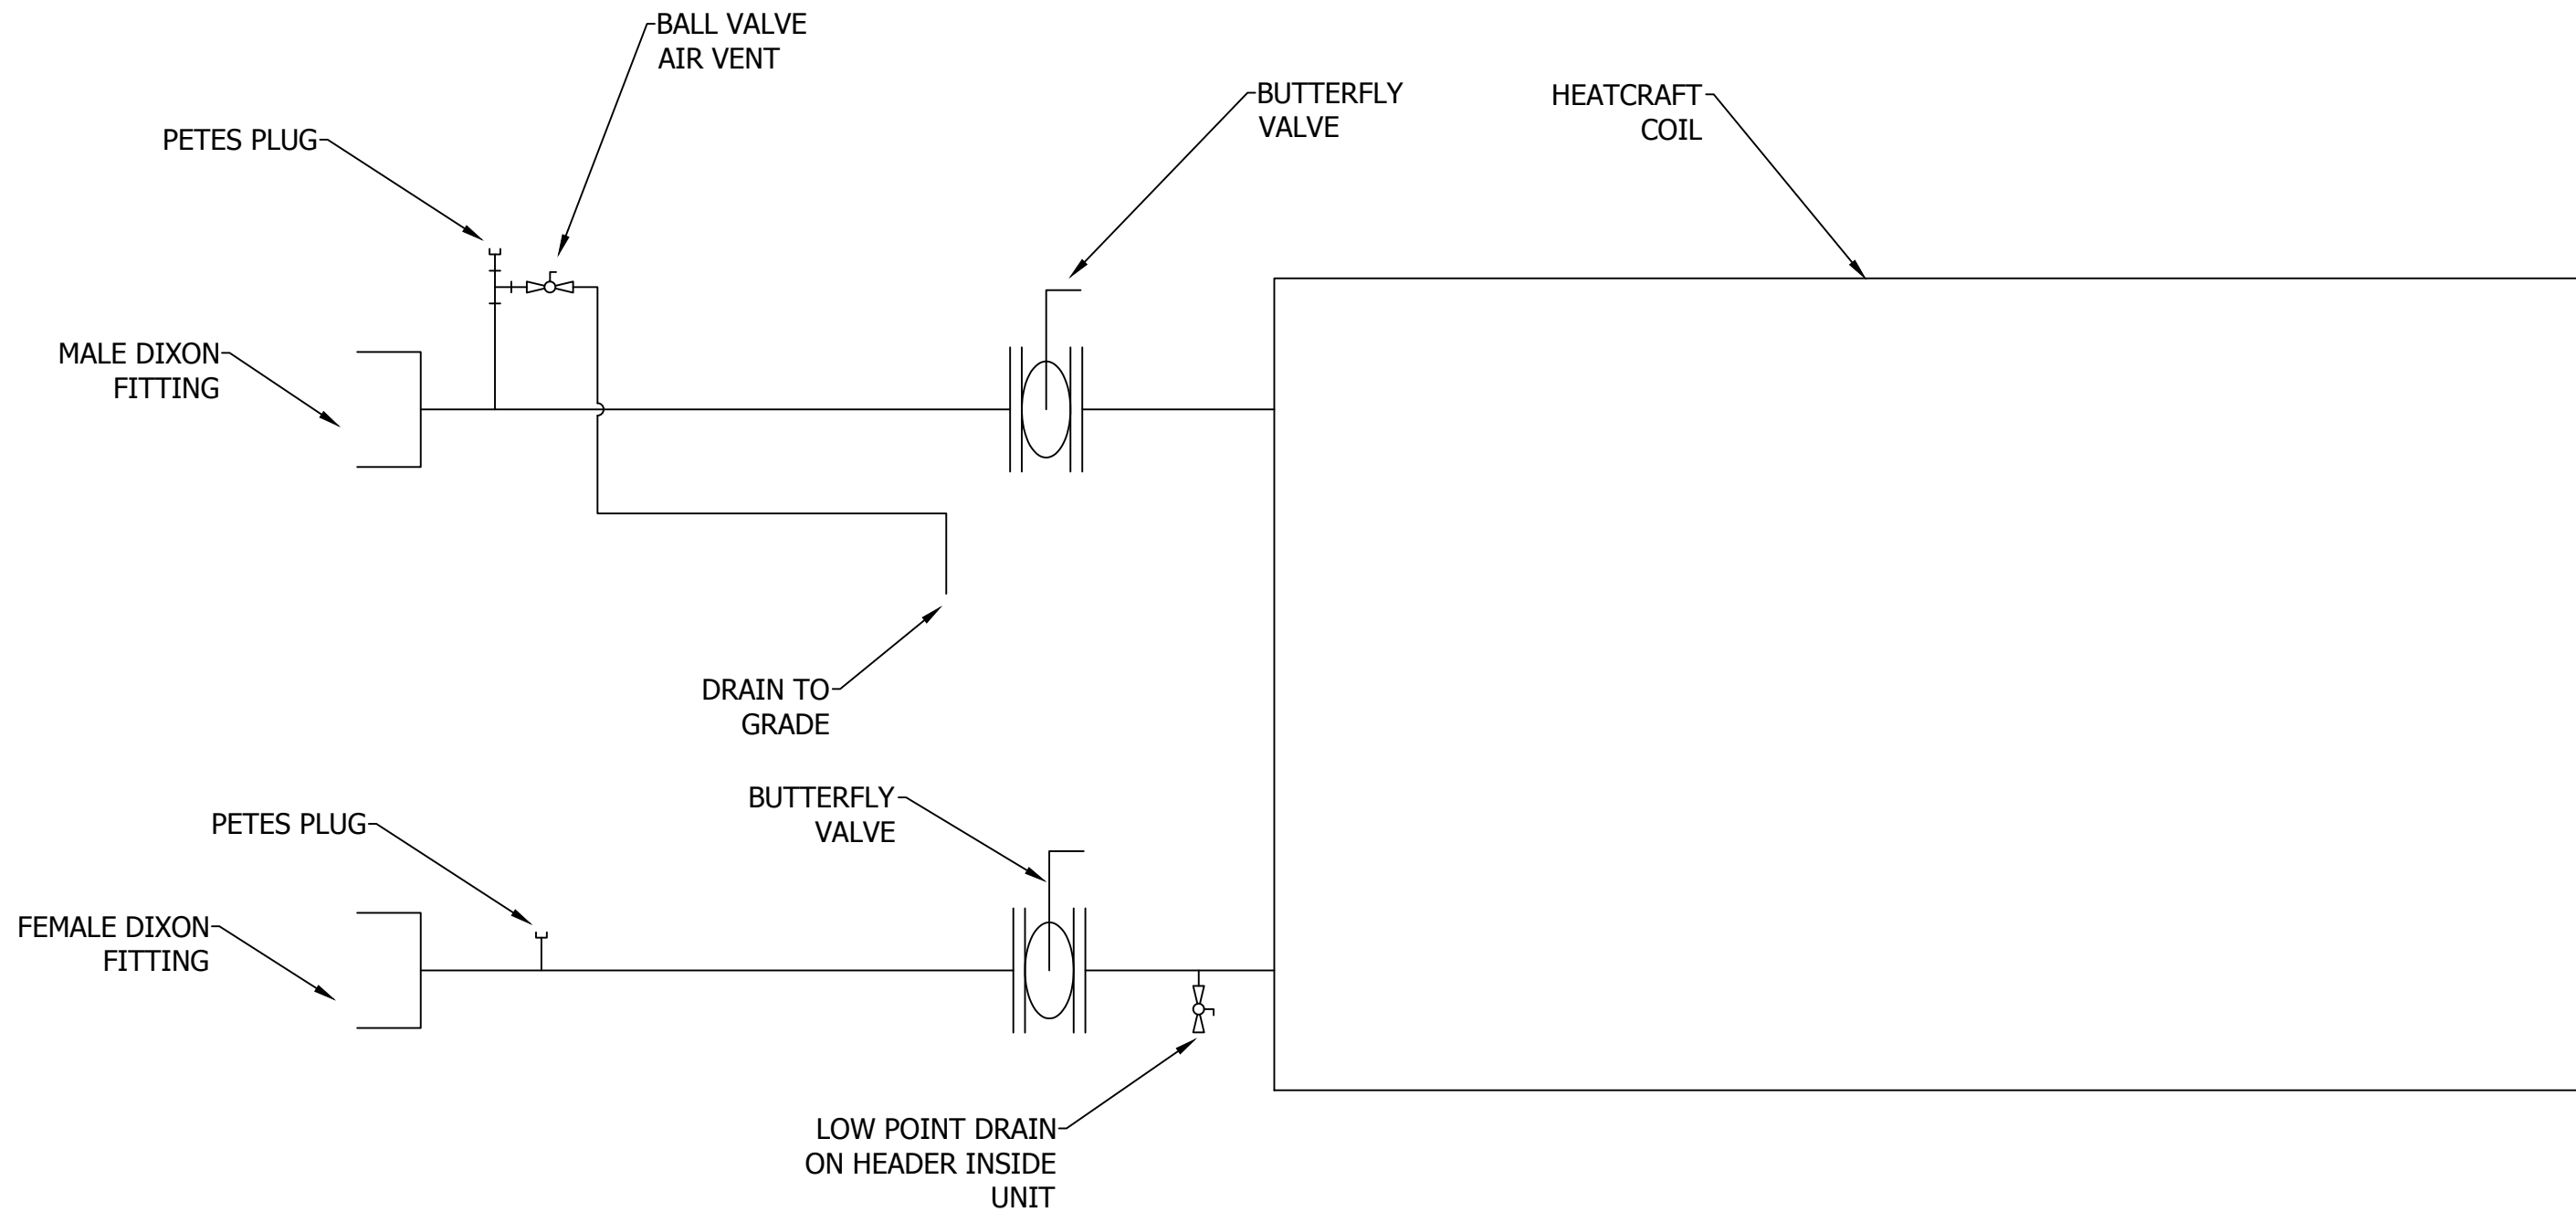 BALL VALVE
AIR VENT
BUTTERFLY
VALVE
HEATCRAFT
COIL
PETES PLUG
MALE DIXON
FITTING
DRAIN TO
GRADE
BUTTERFLY
VALVE
PETES PLUG
FEMALE DIXON
FITTING
LOW POINT DRAIN
ON HEADER INSIDE
UNIT